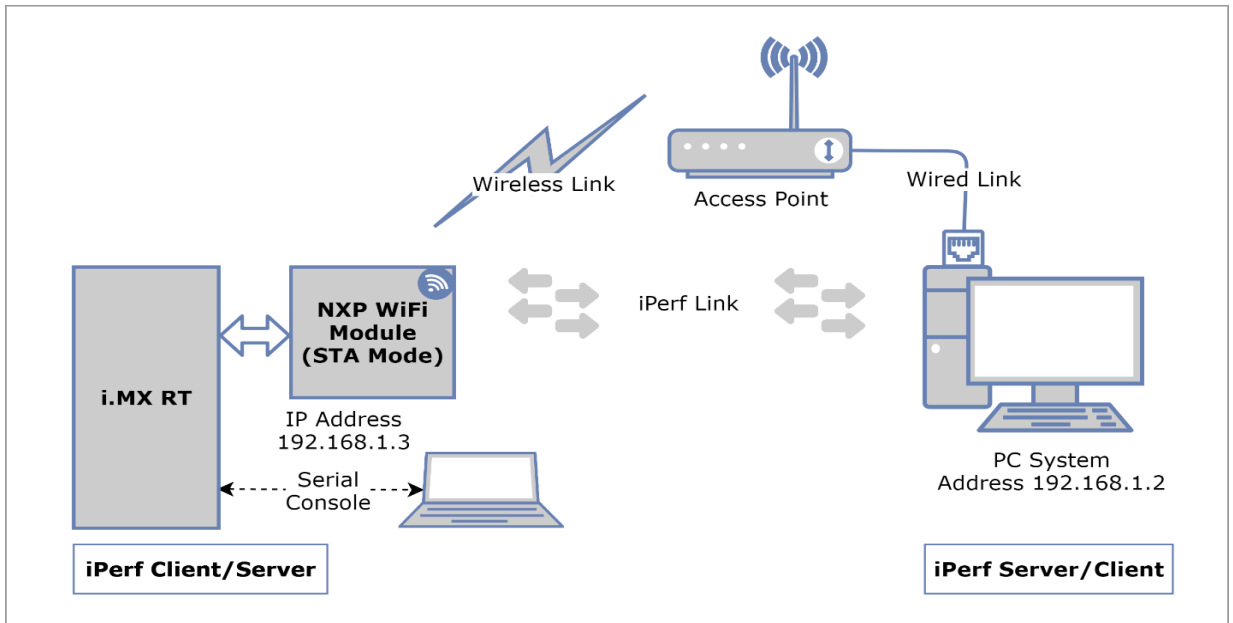 Wireless Link
Access Point
Wired Link
NXP WiFi
Module
(STA Mode)
iPerf Link
i.MX RT
IP Address
192.168.1.3
Serial
Console
PC System
Address 192.168.1.2
iPerf Client/Server
iPerf Server/Client